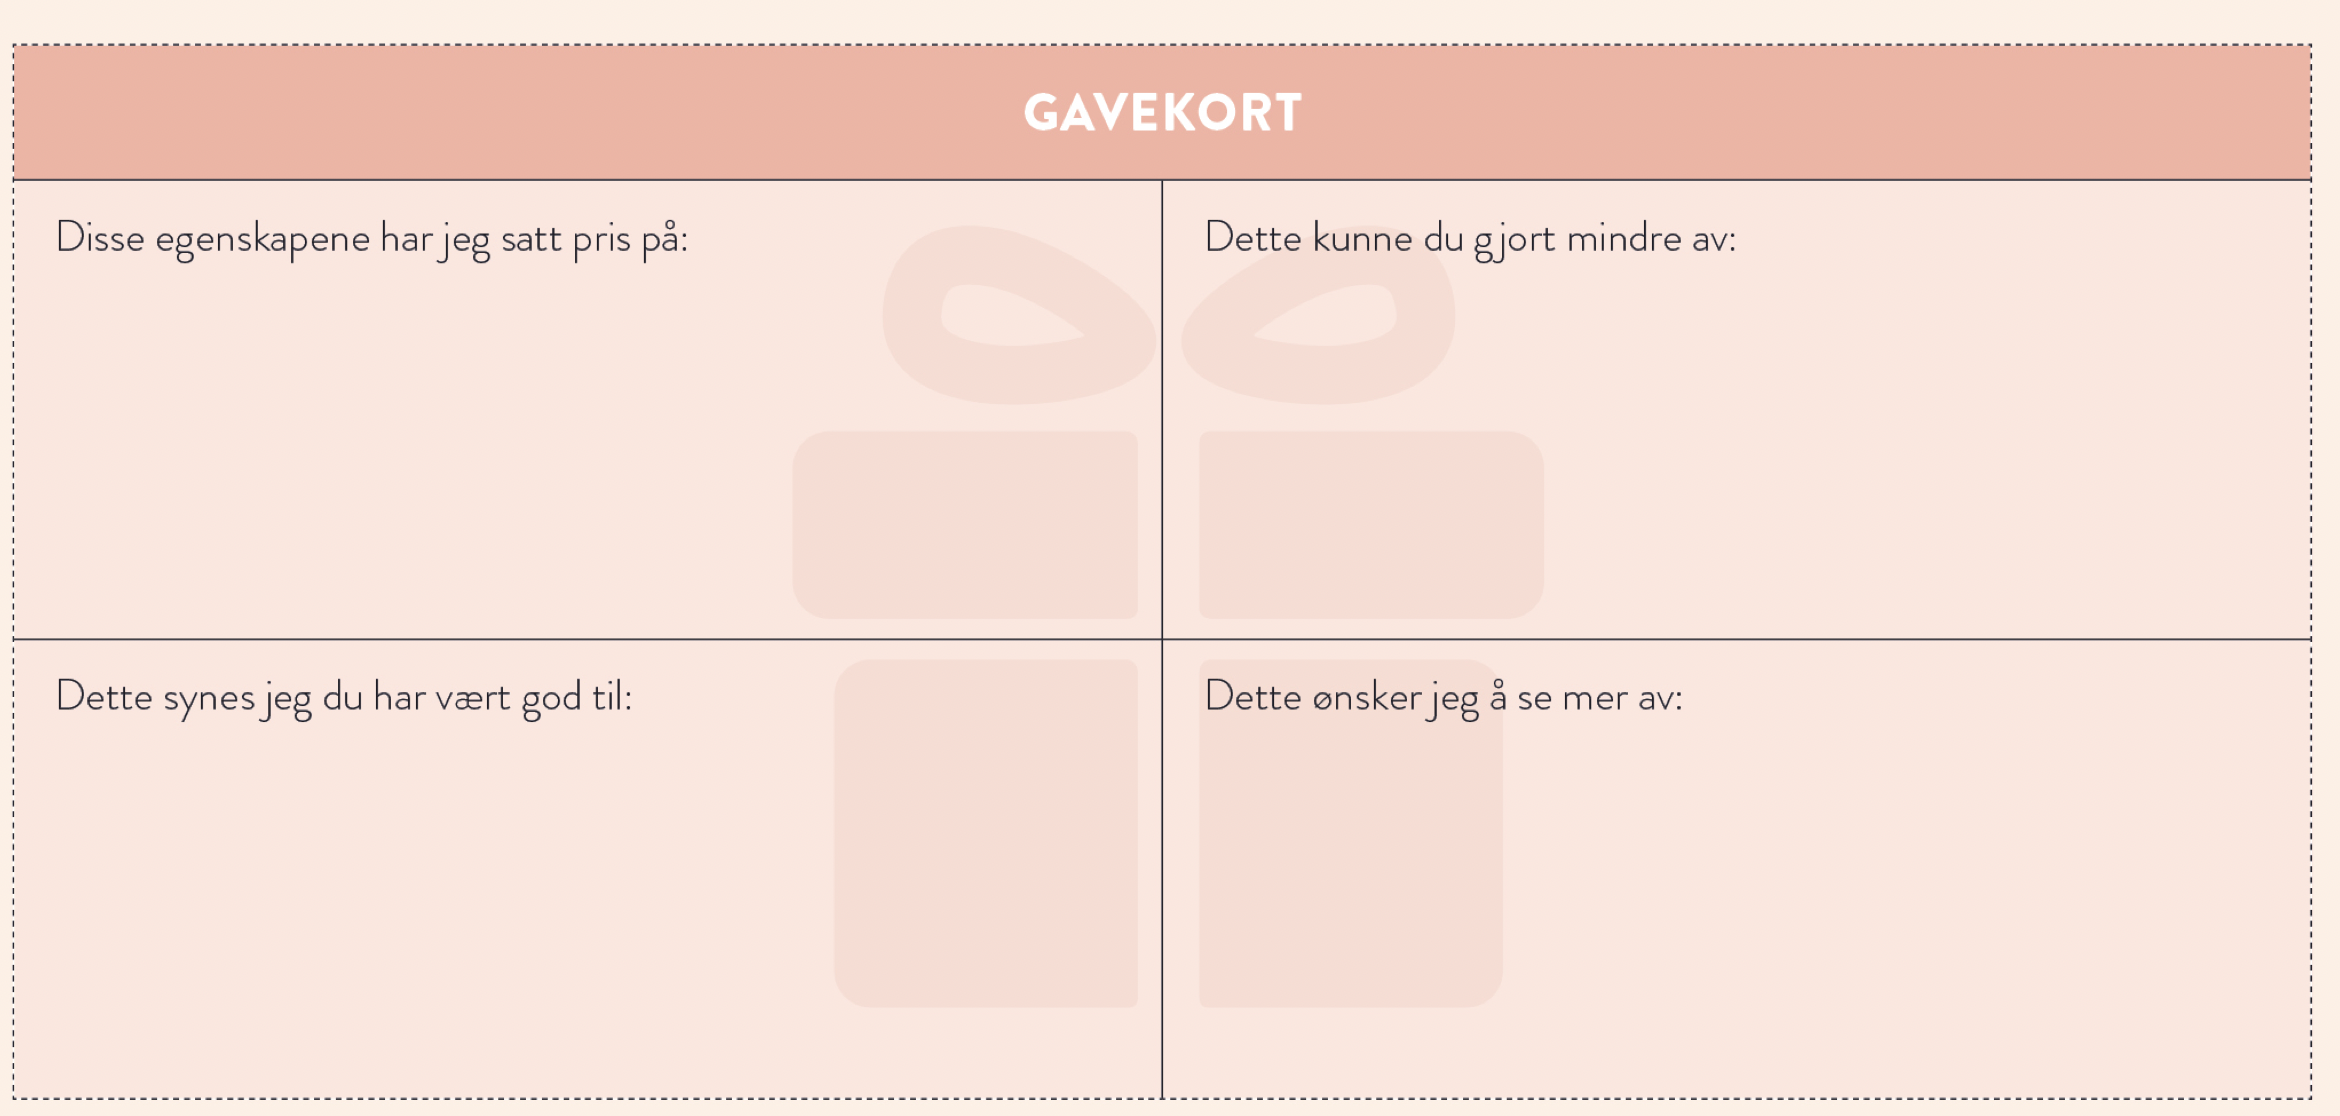 GAVEKORT
Disse egenskapene har jeg satt pris på:
Dette kunne du gjort mindre av:
Dette synes jeg du har vært god til:
Dette ønsker jeg å se mer av: